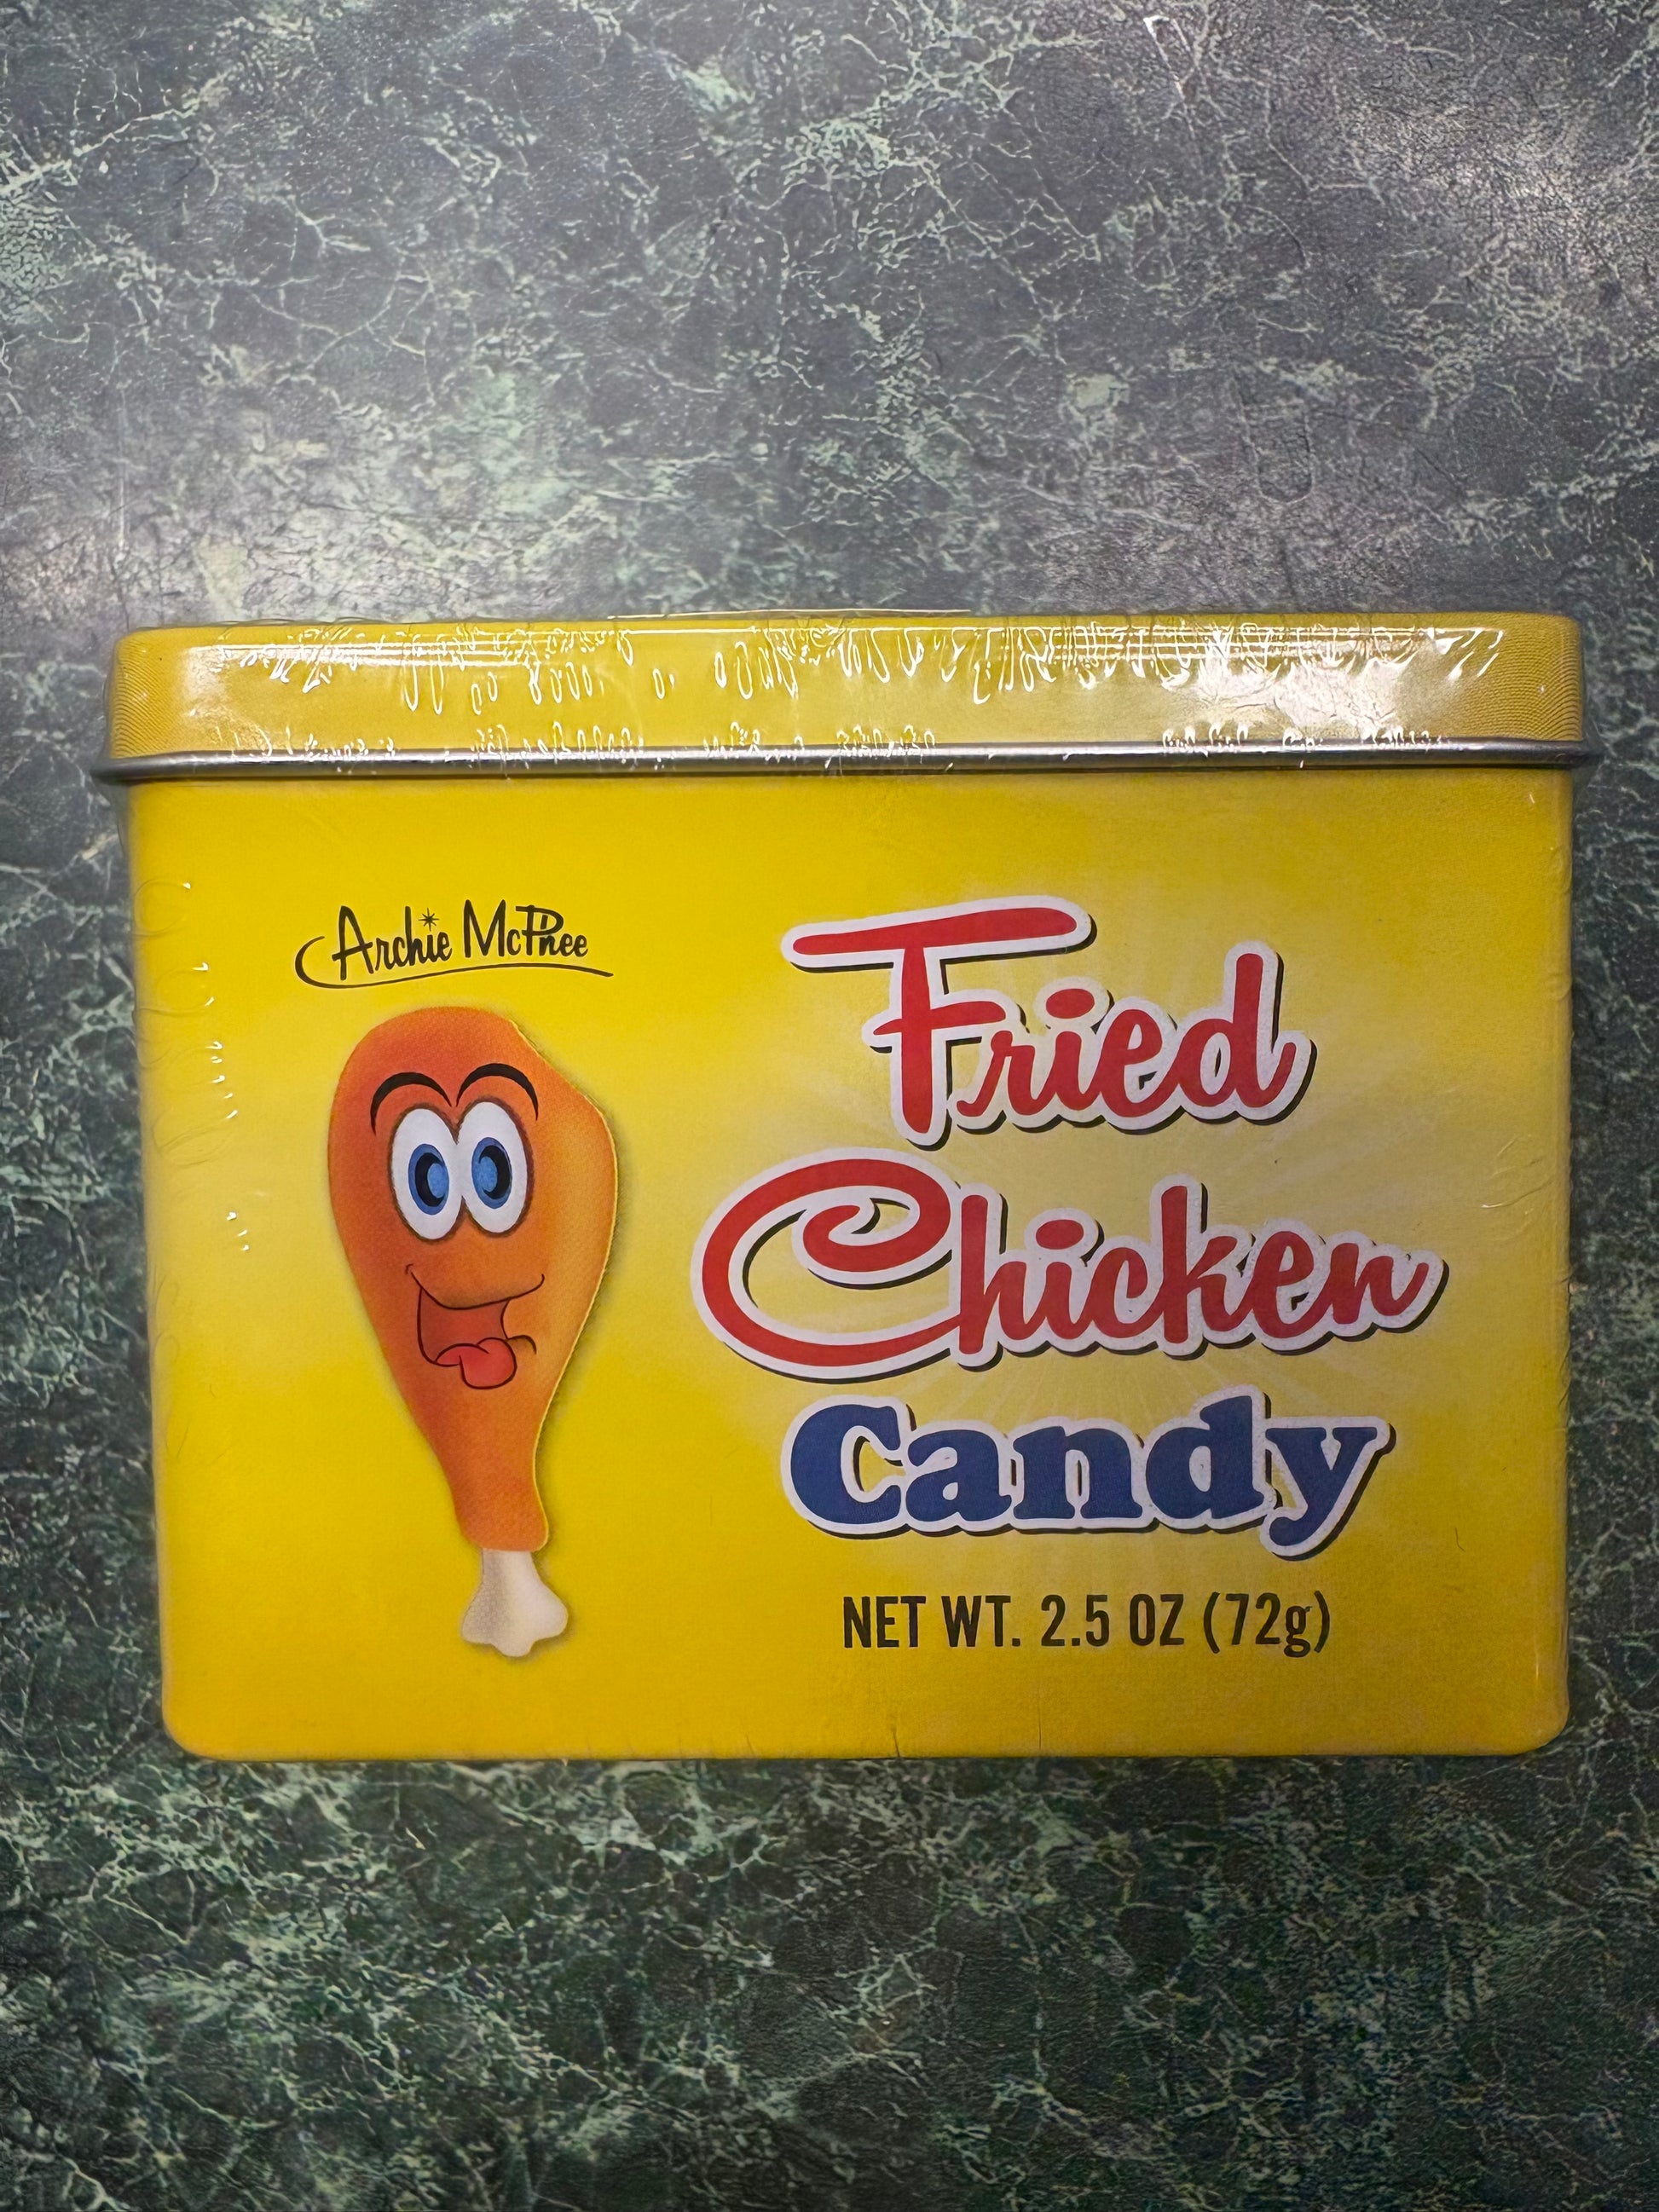 Archie McPhee
Fried
Chicken
Candy
NET WT. 2.5 OZ (72g)